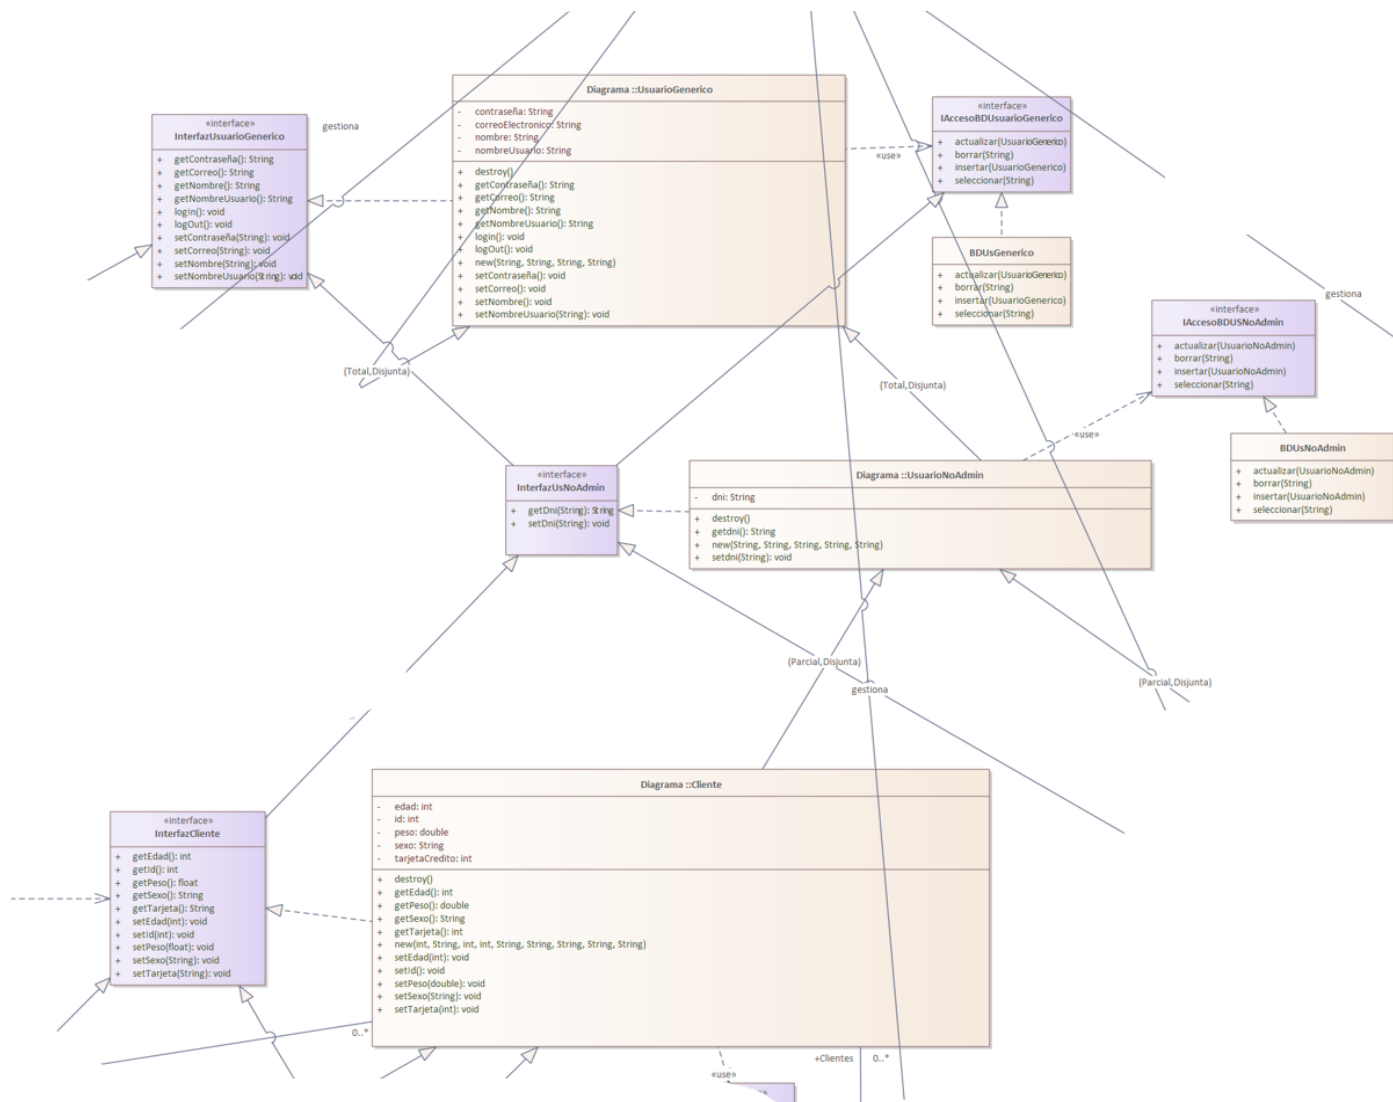 Diagrama ::UsuarioGenerico
- contraseña: String
- correoElectronico: String
- nombre: String
- nombreUsuario: String
+ destroy()
+ getContraseña(): String
+ getCorreo(): String
+ getNombre(): String
+ getNombreUsuario(): String
+ login(): void
+ logOut(): void
+ new(String, String, String, String)
+ setContraseña(): void
+ setCorreo(): void
+ setNombre(): void
+ setNombreUsuario(String): void
«interface»
InterfazUsuarioGenerico
+ getContraseña(): String
+ getCorreo(): String
+ getNombre(): String
+ getNombreUsuario(): String
+ logIn(): void
+ logOut(): void
+ setContraseña(String): void
+ setCorreo(String): void
+ setNombre(String): void
+ setNombreUsuario(String): void
gestiona
«use»
«interface»
IAccesoBDUsuarioGenerico
+ actualizar(UsuarioGenerico)
+ borrar(String)
+ insertar(UsuarioGenerico)
+ seleccionar(String)
BDUsGenerico
+ actualizar(UsuarioGenerico)
+ borrar(String)
+ insertar(UsuarioGenerico)
+ seleccionar(String)
gestiona
«interface»
IAccesoBDUSNoAdmin
+ actualizar(UsuarioNoAdmin)
+ borrar(String)
+ insertar(UsuarioNoAdmin)
+ seleccionar(String)
(Total,Disjunta)
(Total,Disjunta)
«use»
BDUsNoAdmin
+ actualizar(UsuarioNoAdmin)
+ borrar(String)
+ insertar(UsuarioNoAdmin)
+ seleccionar(String)
«interface»
InterfazUsNoAdmin
+ getDni(String): String
+ setDni(String): void
Diagrama ::UsuarioNoAdmin
- dni: String
+ destroy()
+ getdni(): String
+ new(String, String, String, String, String)
+ setdni(String): void
(Parcial,Disjunta)
gestiona
(Parcial,Disjunta)
Diagrama ::Cliente
- edad: int
- id: int
- peso: double
- sexo: String
- tarjetaCredito: int
+ destroy()
+ getEdad(): int
+ getPeso(): double
+ getSexo(): String
+ getTarjeta(): int
+ new(int, String, int, int, String, String, String, String, String)
+ setEdad(int): void
+ setId(): void
+ setPeso(double): void
+ setSexo(String): void
+ setTarjeta(int): void
«interface»
InterfazCliente
+ getEdad(): int
+ getId(): int
+ getPeso(): float
+ getSexo(): String
+ getTarjeta(): String
+ setEdad(int): void
+ setId(int): void
+ setPeso(float): void
+ setSexo(String): void
+ setTarjeta(String): void
0..*
+Clientes
0..*
«use»